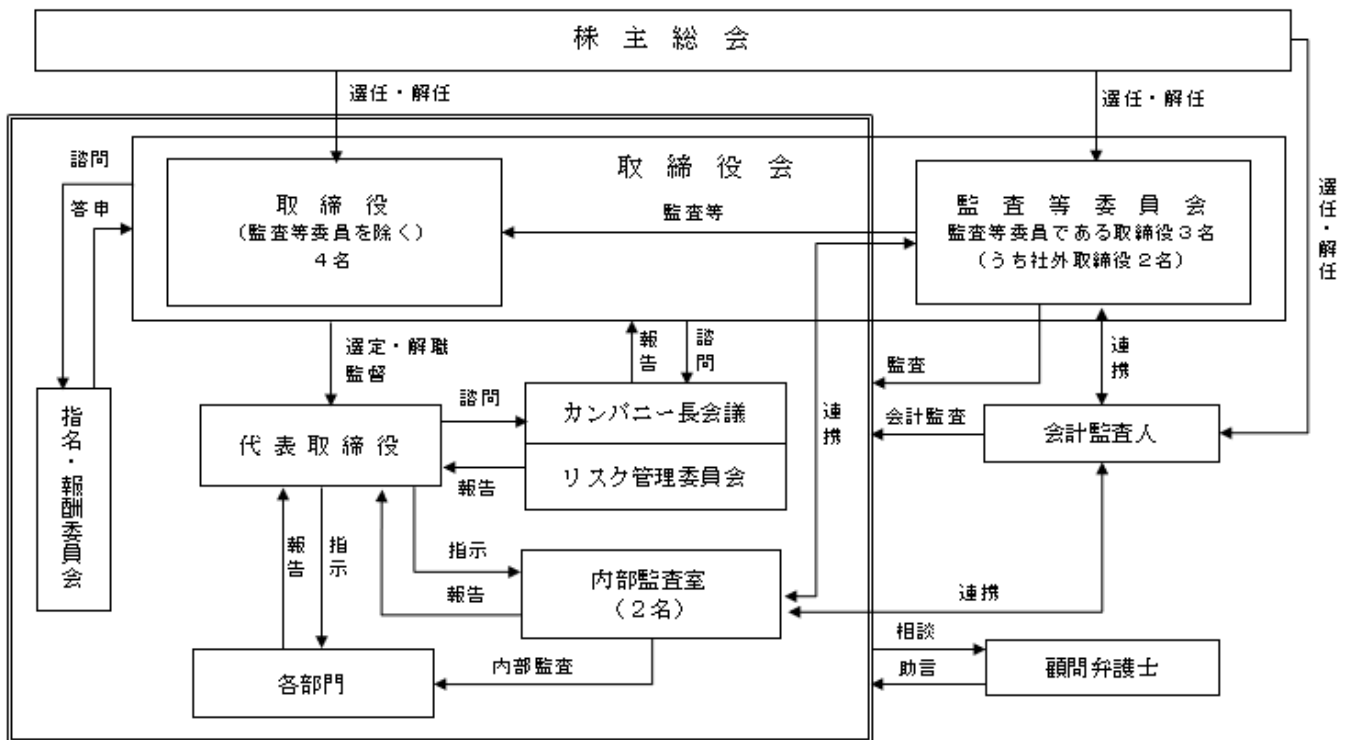 株主総会
選任・解任
選任・解任
選任・解任
諮問
答申
取締役会
取締役
(監査等委員を除く)
4名
監査等
監査等委員会
監査等委員である取締役3名
(うち社外取締役2名)
選定・解職
監督
報告
諮問
連携
監査
連携
指名・報酬委員会
代表取締役
諮問
報告
カンパニー長会議
リスク管理委員会
会計監査
会計監査人
報告
指示
指示
報告
内部監査室
(2名)
連携
内部監査
各部門
相談
助言
顧問弁護士